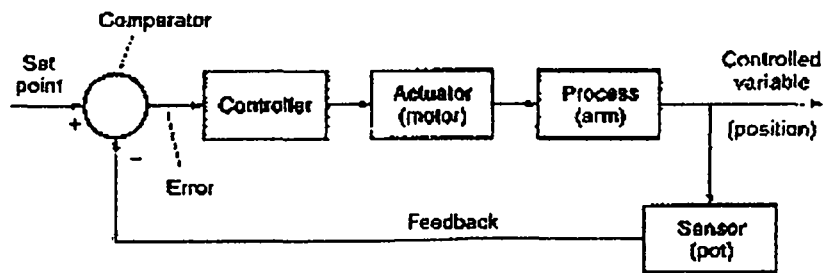 Comparator
Set
point
+
−
Error
Controller
Actuator
(motor)
Process
(arm)
Controlled
variable
(position)
Feedback
Sensor
(pot)